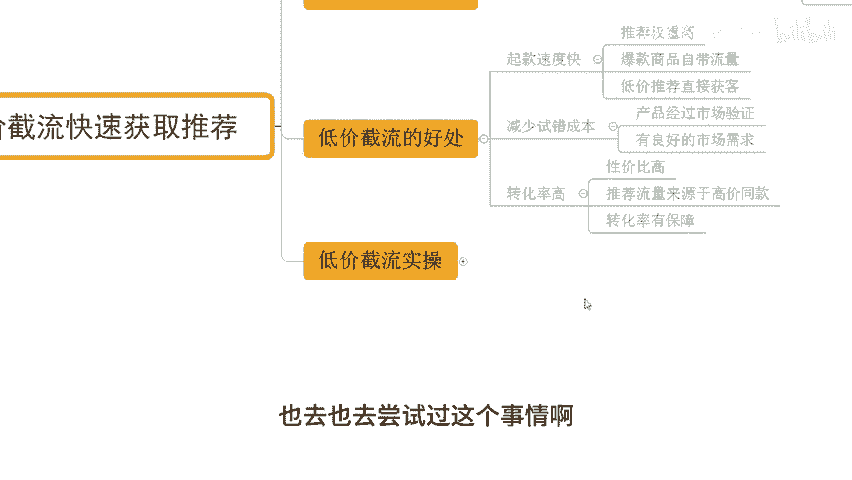 bilibili
推荐汉堡商
起款速度快
爆款商品自带流量
低价推荐直接获客
截流快速获取推荐
低价截流的好处
减少试错成本
产品经过市场验证
有良好的市场需求
性价比高
转化率高
推荐流量来源于高价同款
转化率有保障
低价截流实操
也去也去尝试过这个事情啊